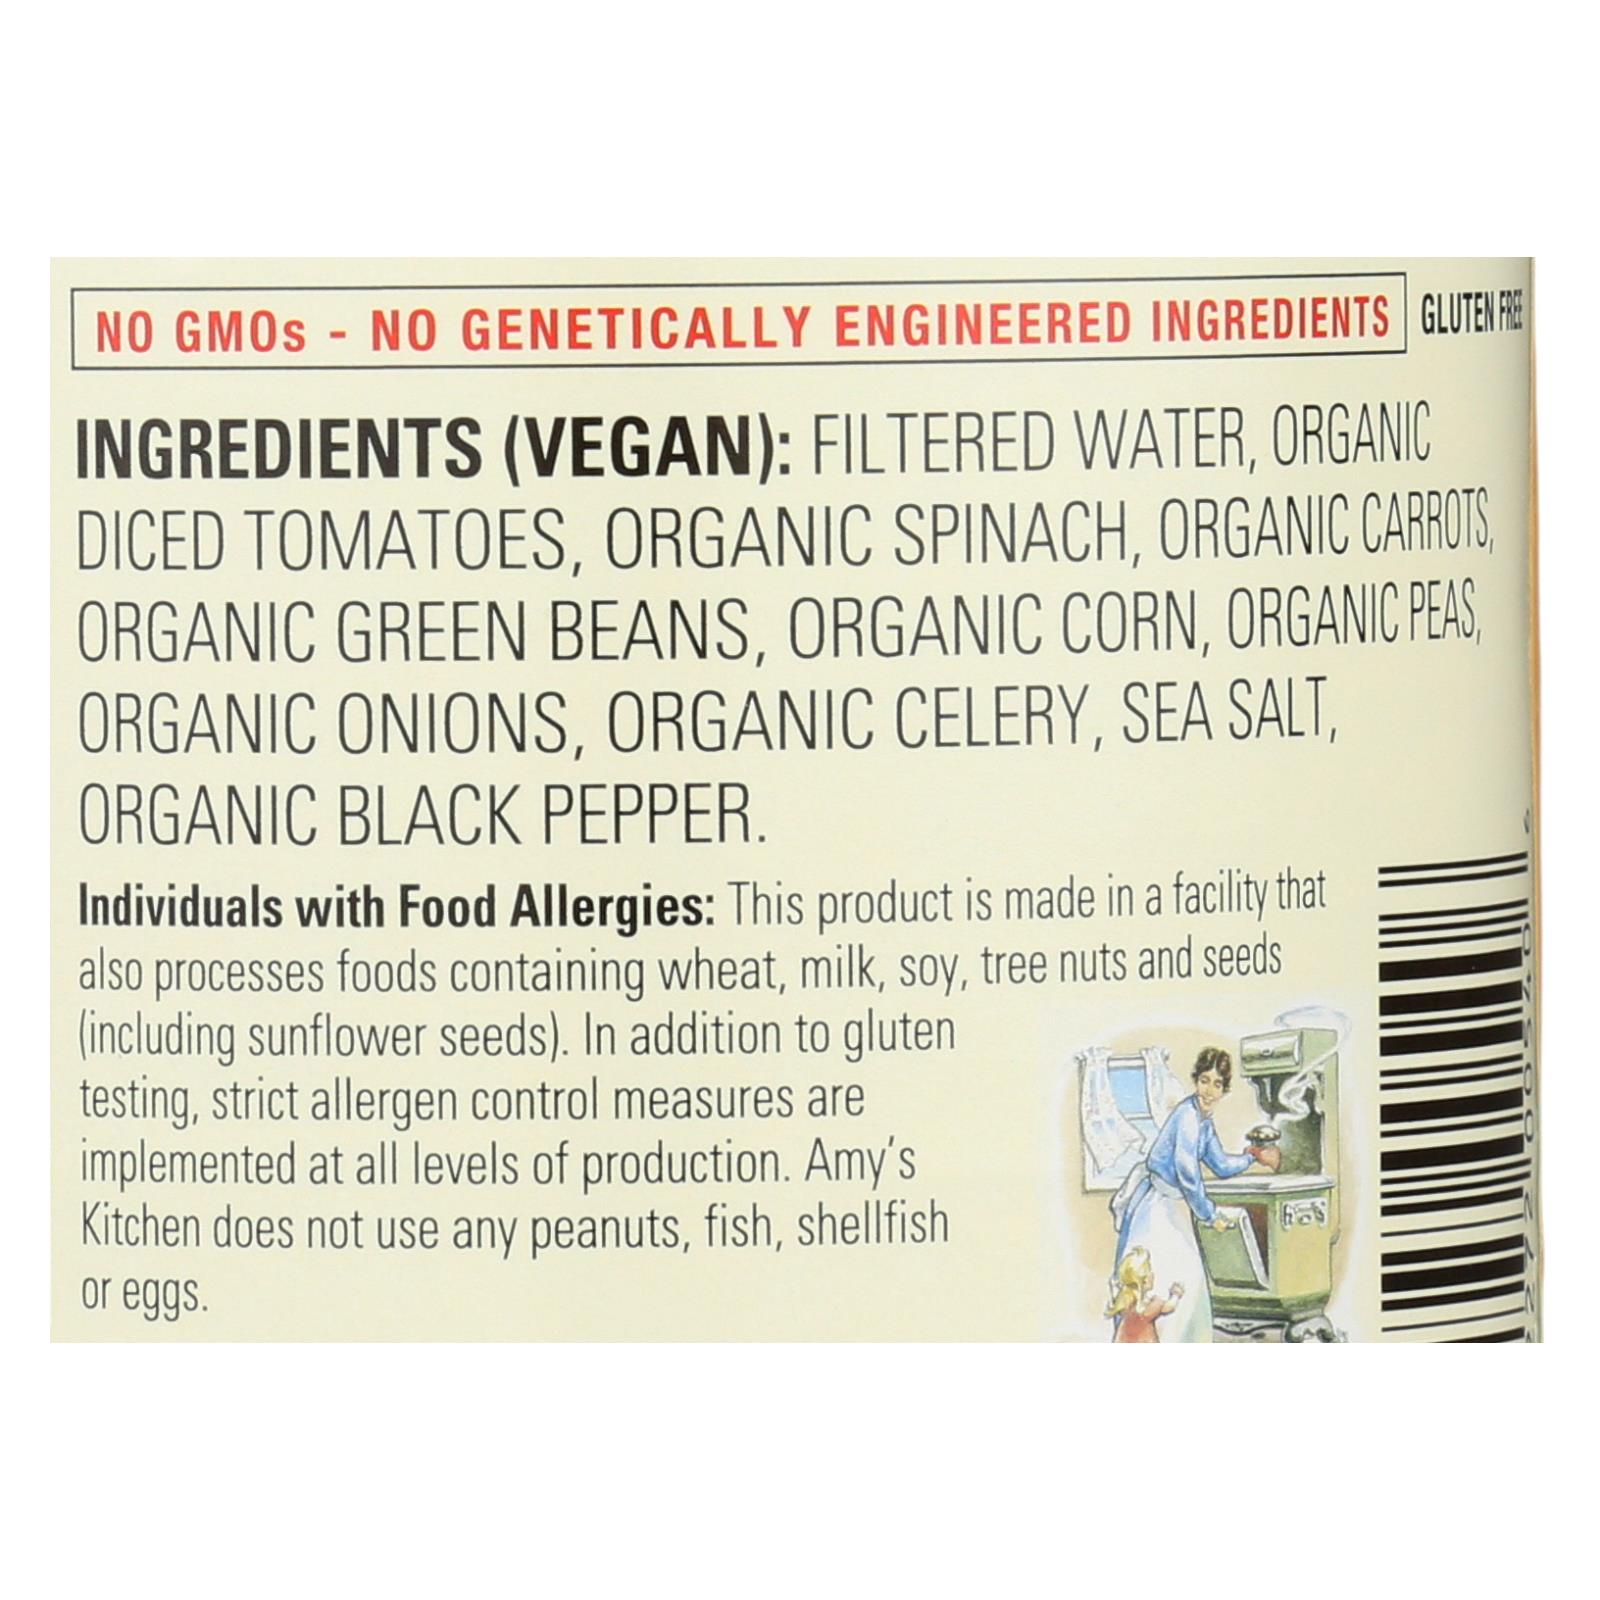 NO GMOs - NO GENETICALLY ENGINEERED INGREDIENTS GLUTEN FREE
INGREDIENTS (VEGAN): FILTERED WATER, ORGANIC
DICED TOMATOES, ORGANIC SPINACH, ORGANIC CARROTS,
ORGANIC GREEN BEANS, ORGANIC CORN, ORGANIC PEAS,
ORGANIC ONIONS, ORGANIC CELERY, SEA SALT,
ORGANIC BLACK PEPPER.
Individuals with Food Allergies: This product is made in a facility that
also processes foods containing wheat, milk, soy, tree nuts and seeds
(including sunflower seeds). In addition to gluten
testing, strict allergen control measures are
implemented at all levels of production. Amy's
Kitchen does not use any peanuts, fish, shellfish
or eggs.